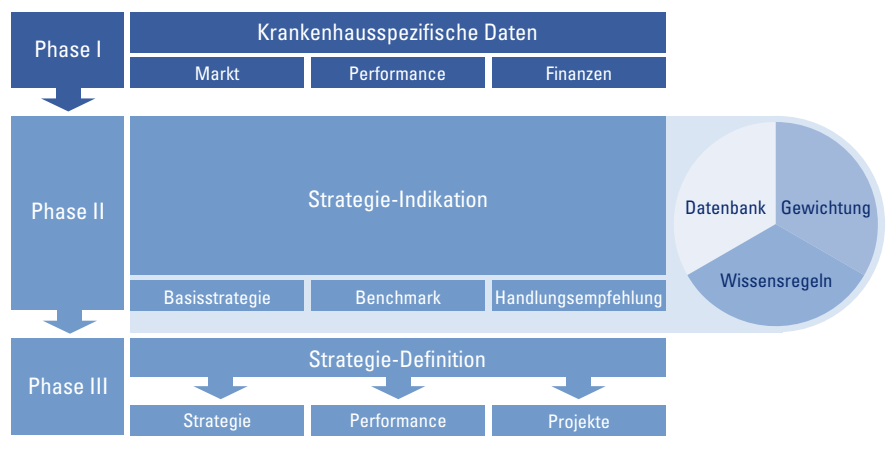 Phase I
Krankenhausspezifische Daten
Markt
Performance
Finanzen
Phase II
Strategie-Indikation
Basisstrategie
Benchmark
Handlungsempfehlung
Datenbank
Gewichtung
Wissensregeln
Phase III
Strategie-Definition
Strategie
Performance
Projekte